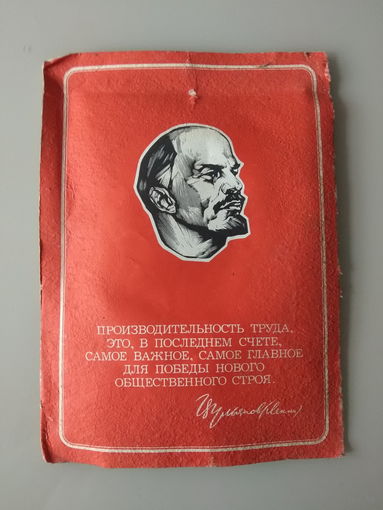 ПРОИЗВОДИТЕЛЬНОСТЬ ТРУДА,
ЭТО, В ПОСЛЕДНЕМ СЧЕТЕ,
САМОЕ ВАЖНОЕ, САМОЕ ГЛАВНОЕ
ДЛЯ ПОБЕДЫ НОВОГО
ОБЩЕСТВЕННОГО СТРОЯ.